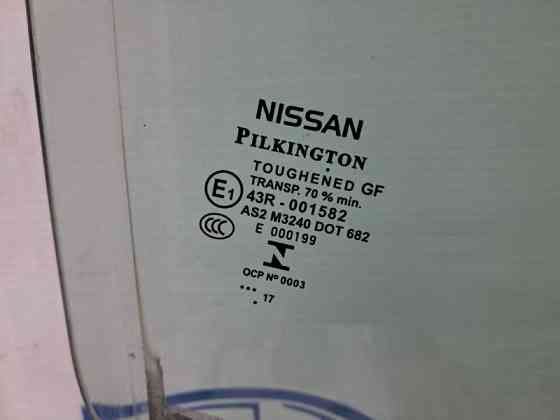 NISSAN
PILKINGTON
TOUGHENED GF
TRANSP. 70 % min.
E1
43R - 001582
AS2 M3240 DOT 682
CCC
E 000199
N
OCP Nº 0003
... 17
.